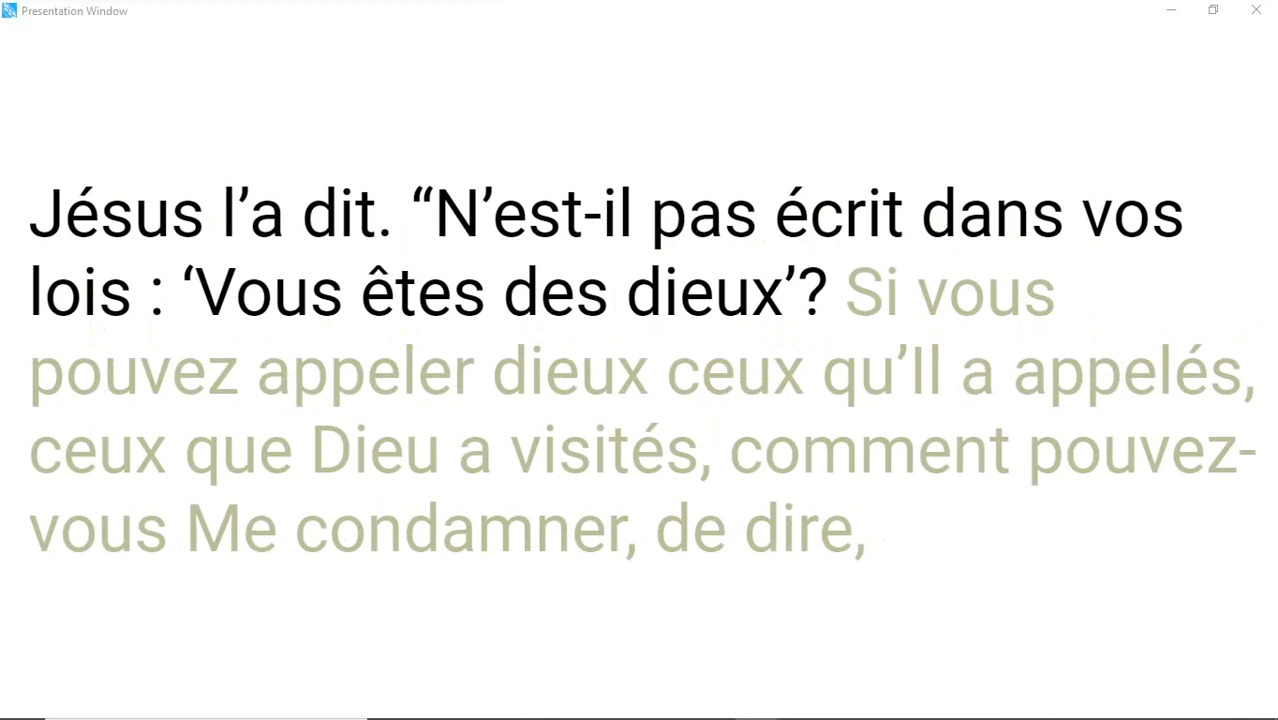 Presentation Window
Jésus l’a dit. “N’est-il pas écrit dans vos
lois : ‘Vous êtes des dieux’? Si vous
pouvez appeler dieux ceux qu’Il a appelés,
ceux que Dieu a visités, comment pouvez-
vous Me condamner, de dire,